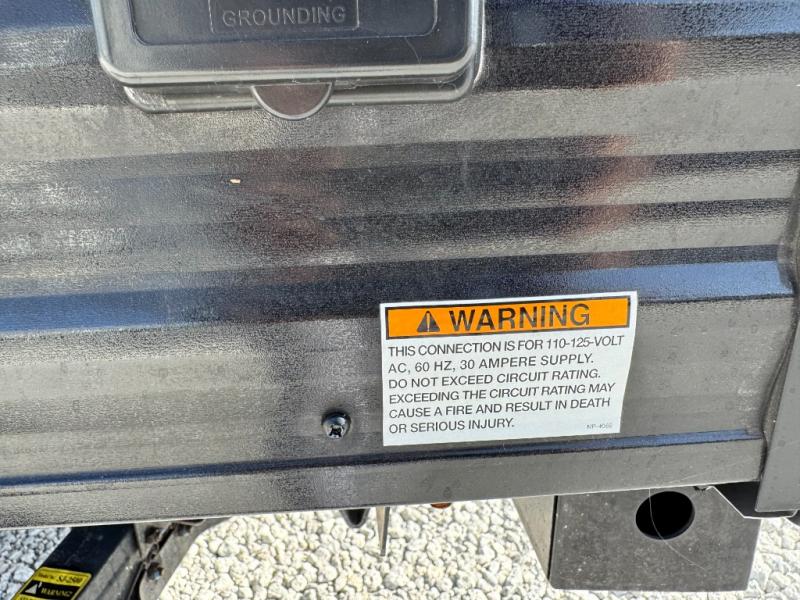 GROUNDING
WARNING
THIS CONNECTION IS FOR 110-125-VOLT
AC, 60 HZ, 30 AMPERE SUPPLY.
DO NOT EXCEED CIRCUIT RATING.
EXCEEDING THE CIRCUIT RATING MAY
CAUSE A FIRE AND RESULT IN DEATH
OR SERIOUS INJURY.
WARNING